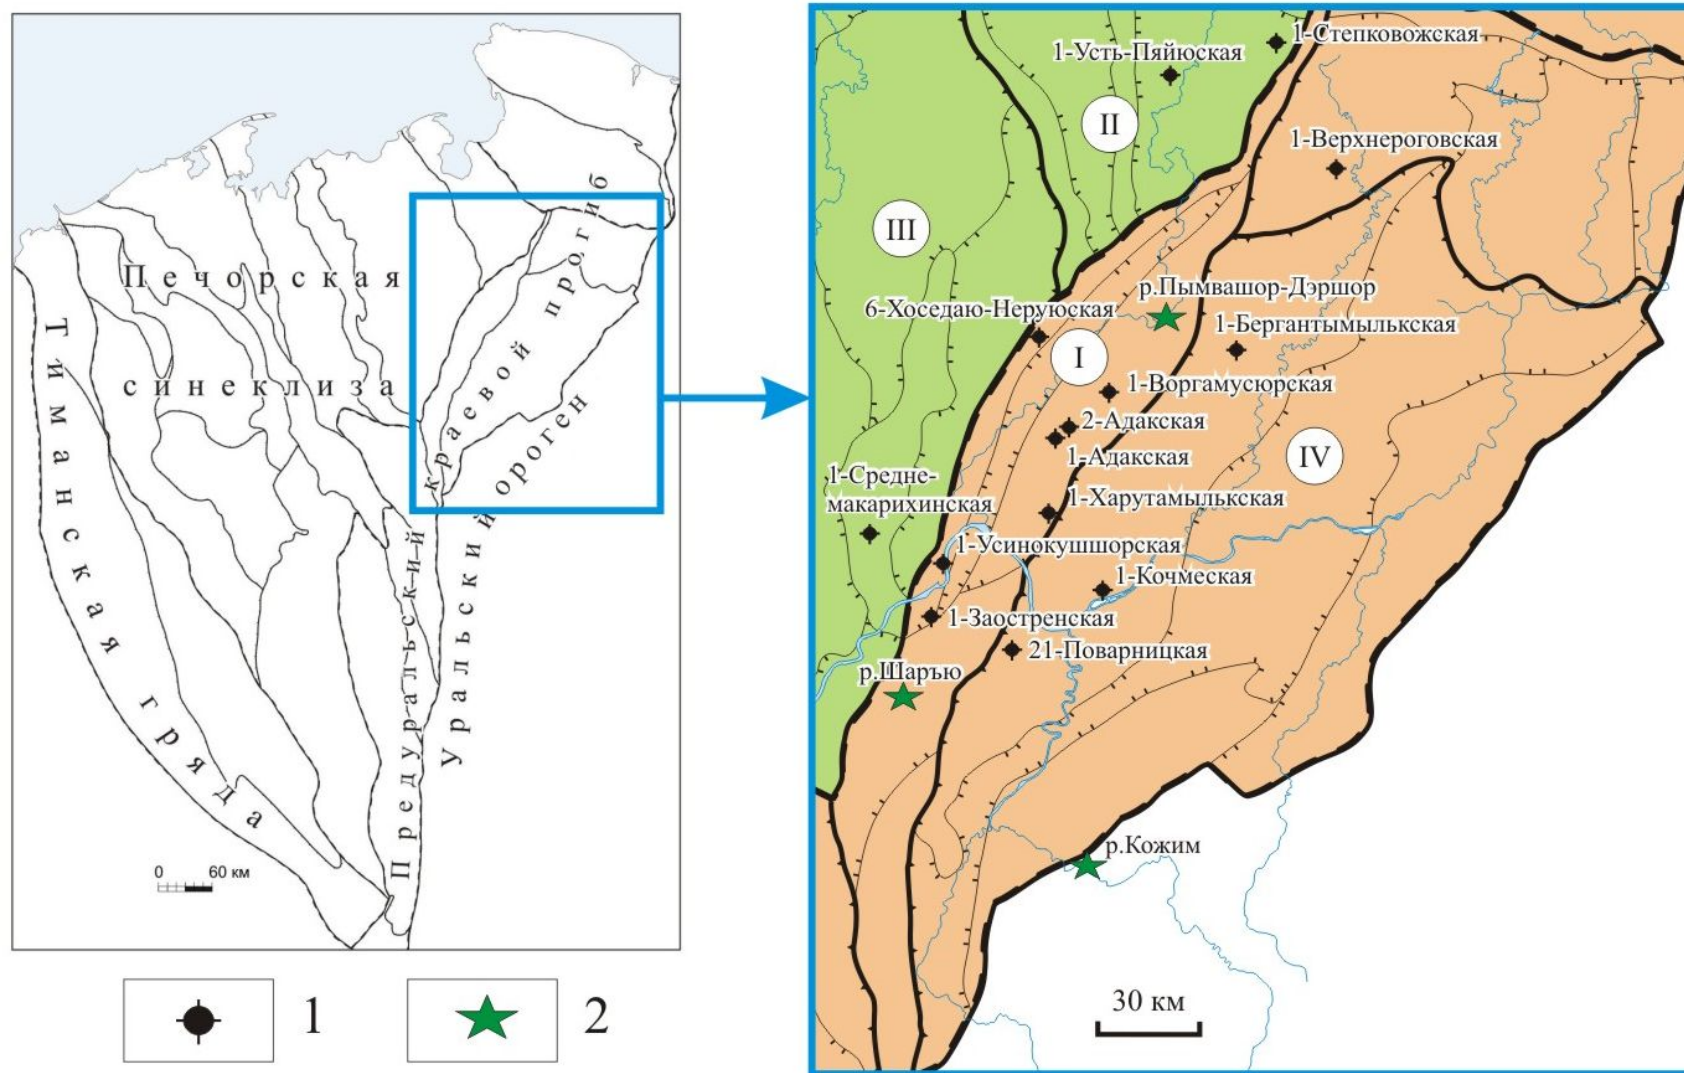 Печорская
синеклиза
Тиманская гряда
Предуральский
краевой прогиб
Уральский ороген
0 60 км
1
2
1-Степковожская
1-Усть-Пяйюская
II
1-Верхнероговская
III
р.Пымвашор-Дэршор
6-Хоседаю-Неруюская
1-Бергантымылькская
I
1-Воргамусюрская
2-Адакская
1-Адакская
IV
1-Средне-
макарихинская
1-Харутамылькская
1-Усинокушшорская
1-Кочмеская
1-Заостренская
21-Поварницкая
р.Шаръю
р.Кожим
30 км